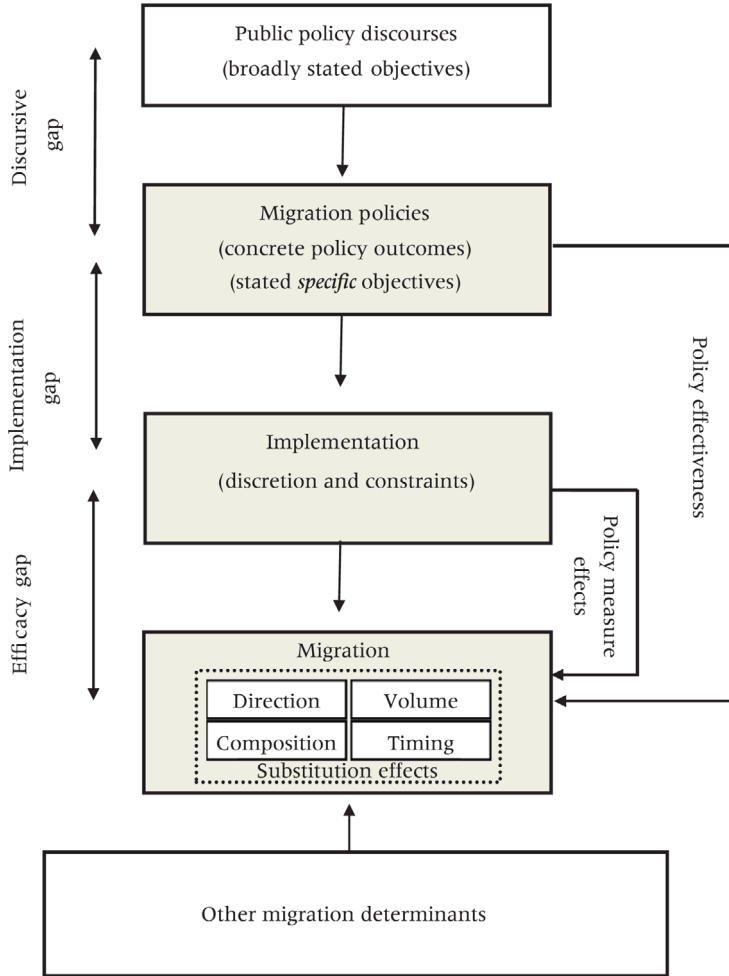 Public policy discourses
(broadly stated objectives)
Discursive
gap
Migration policies
(concrete policy outcomes)
(stated specific objectives)
Implementation
gap
Policy effectiveness
Implementation
(discretion and constraints)
Policy measure
effects
Efficacy gap
Migration
Direction
Volume
Composition
Timing
Substitution effects
Other migration determinants